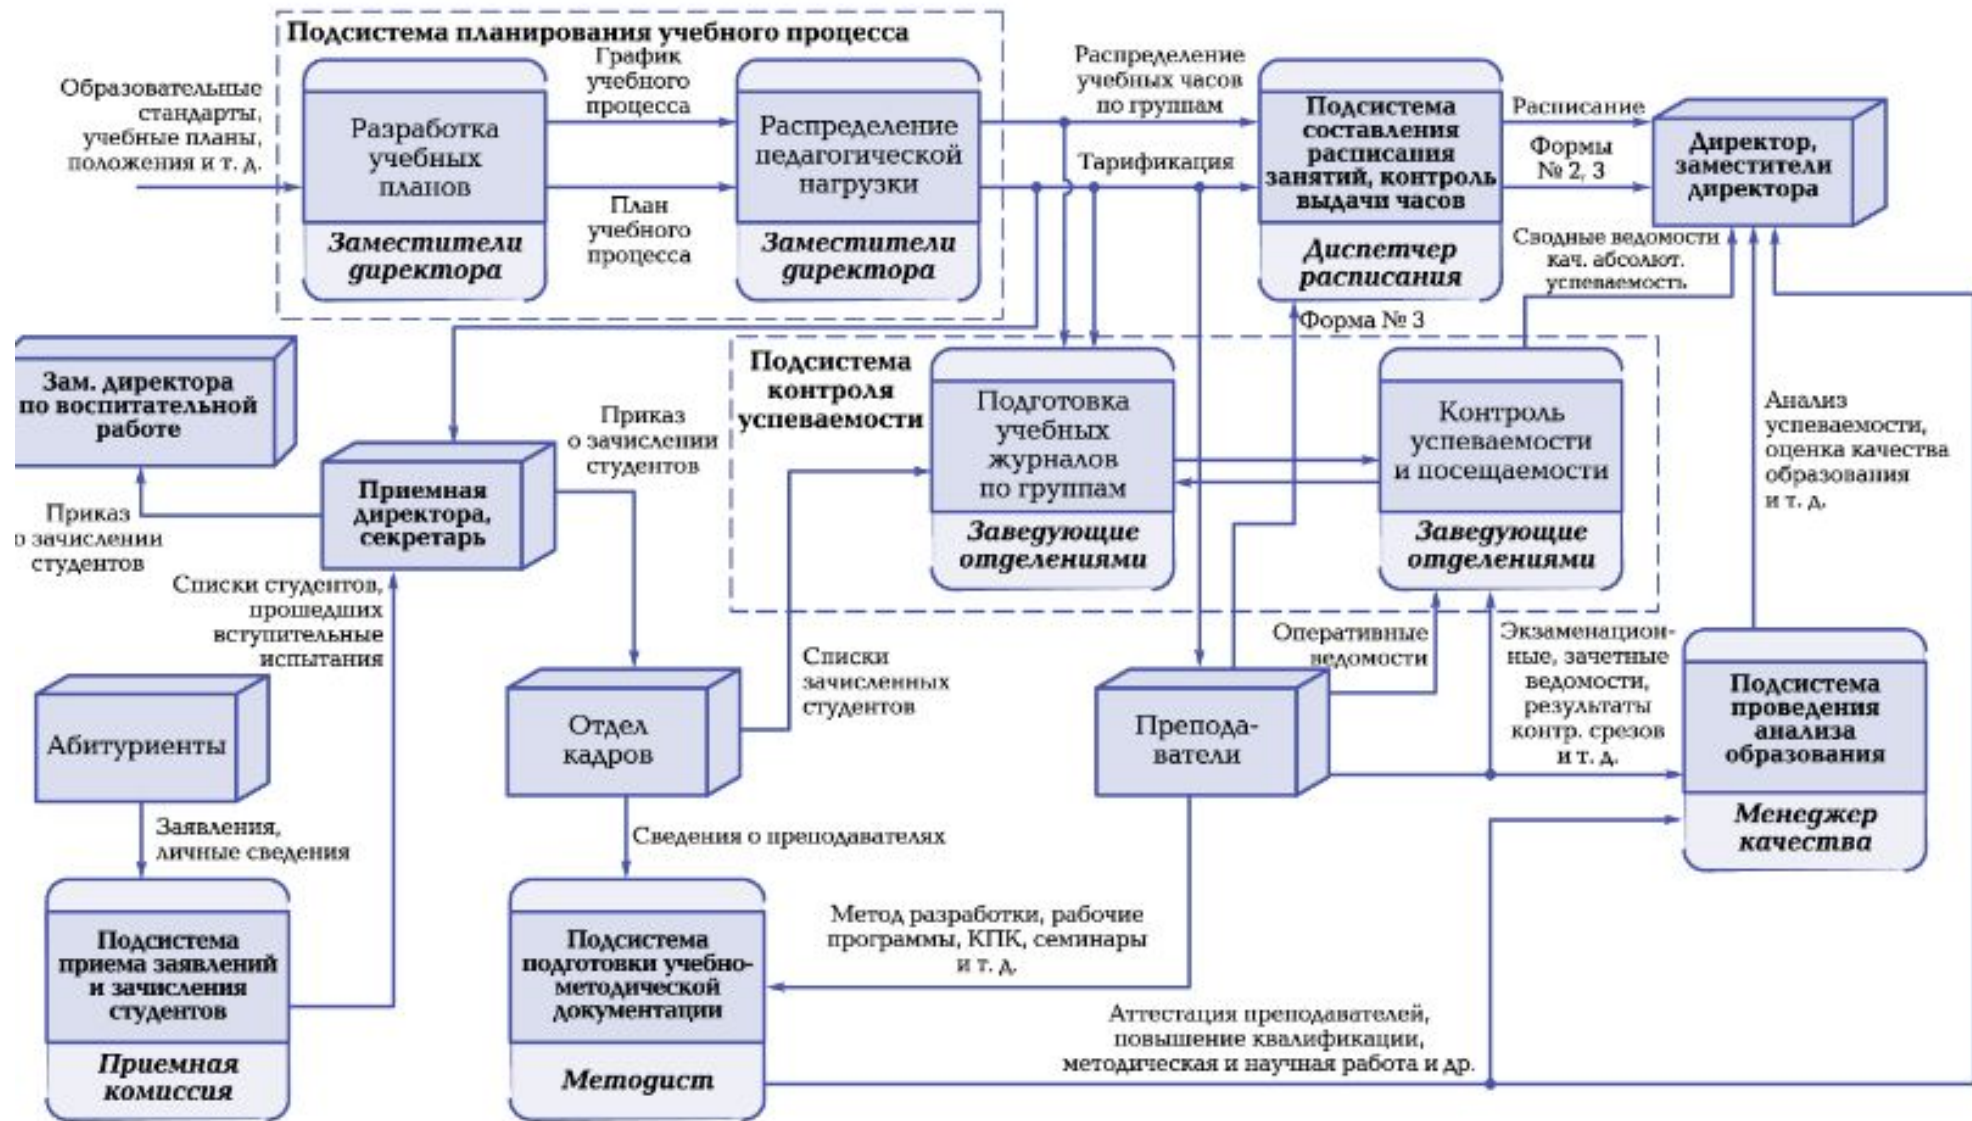 Подсистема планирования учебного процесса
Образовательные
стандарты,
учебные планы,
положения и т. д.
Разработка
учебных
планов
Заместители
директора
График
учебного
процесса
План
учебного
процесса
Распределение
педагогической
нагрузки
Заместители
директора
Распределение
учебных часов
по группам
Тарификация
Подсистема
составления
расписания
занятий, контроль
выдачи часов
Диспетчер
расписания
Расписание
Формы
№ 2, 3
Директор,
заместители
директора
Сводные ведомости
кач. абсолют.
успеваемость
Форма № 3
Зам. директора
по воспитательной
работе
Приказ
о зачислении
студентов
Приемная
директора,
секретарь
Приказ
о зачислении
студентов
Подсистема
контроля
успеваемости
Подготовка
учебных
журналов
по группам
Заведующие
отделениями
Контроль
успеваемости
и посещаемости
Заведующие
отделениями
Анализ
успеваемости,
оценка качества
образования
и т. д.
Списки студентов,
прошедших
вступительные
испытания
Абитуриенты
Заявления,
личные сведения
Отдел
кадров
Списки
зачисленных
студентов
Сведения о преподавателях
Препода-
ватели
Оперативные
ведомости
Экзаменацион-
ные, зачетные
ведомости,
результаты
контр. срезов
и т. д.
Подсистема
проведения
анализа
образования
Менеджер
качества
Подсистема
приема заявлений
и зачисления
студентов
Приемная
комиссия
Подсистема
подготовки учебно-
методической
документации
Методист
Метод разработки, рабочие
программы, КПК, семинары
и т. д.
Аттестация преподавателей,
повышение квалификации,
методическая и научная работа и др.